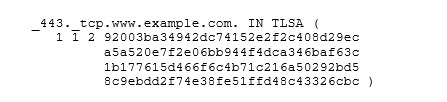 _443._tcp.www.example.com. IN TLSA (
1 1 2 92003ba34942dc74152e2f2c408d29ec
a5a520e7f2e06bb944f4dca346baf63c
1b177615d466f6c4b71c216a50292bd5
8c9ebdd2f74e38fe51ffd48c43326cbc )